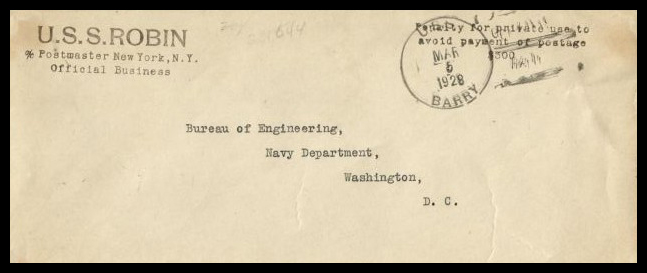 U.S.S.ROBIN
% Postmaster New York,N.Y.
Official Business
Penalty for private use to
avoid payment of postage
$300
U.S.
MAR
5
1928
BARRY
Bureau of Engineering,
Navy Department,
Washington,
D. C.